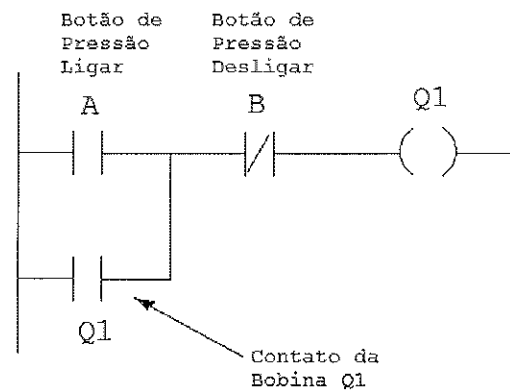 Botão de
Pressão
Ligar
Botão de
Pressão
Desligar
A
B
Q1
Q1
Contato da
Bobina Q1